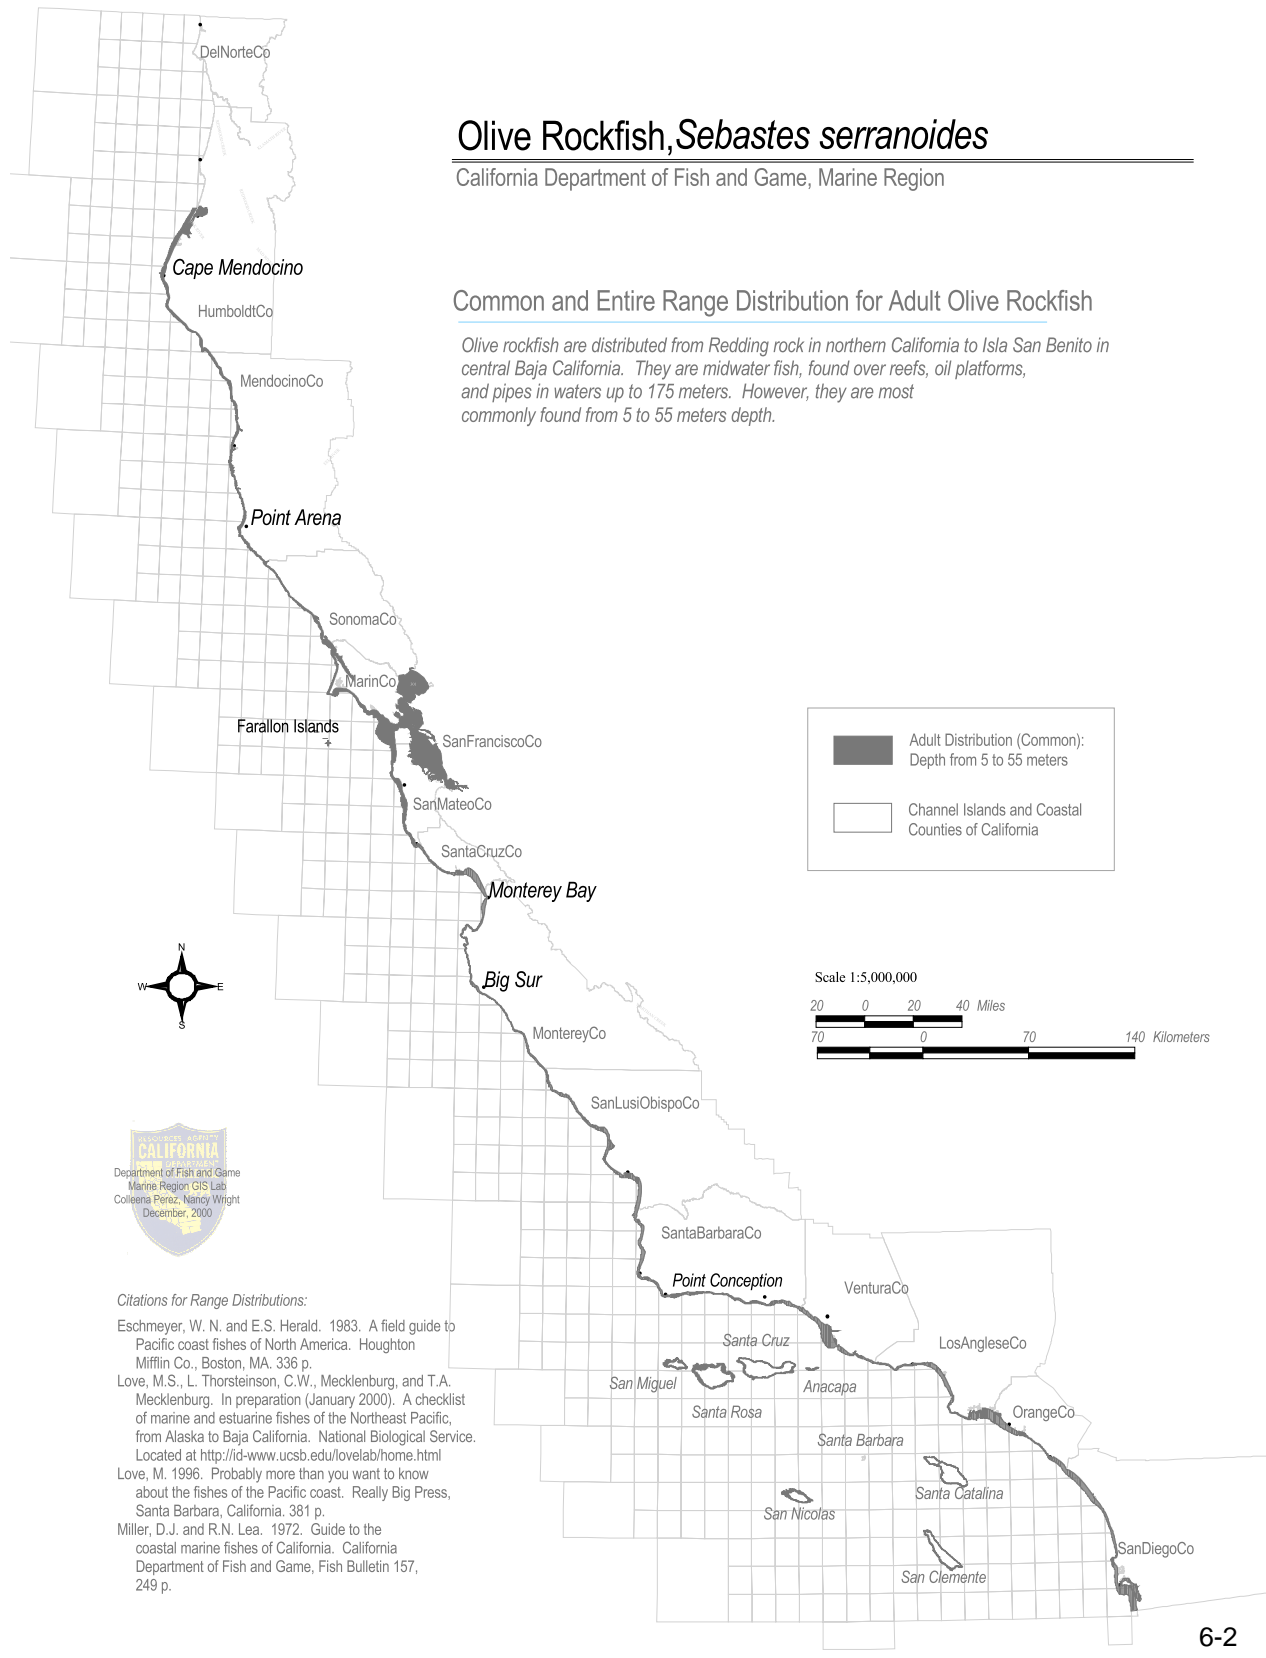 DelNorteCo
Olive Rockfish, Sebastes serranoides
California Department of Fish and Game, Marine Region
Cape Mendocino
HumboldtCo
Common and Entire Range Distribution for Adult Olive Rockfish
Olive rockfish are distributed from Redding rock in northern California to Isla San Benito in
central Baja California. They are midwater fish, found over reefs, oil platforms,
and pipes in waters up to 175 meters. However, they are most
commonly found from 5 to 55 meters depth.
MendocinoCo
Point Arena
SonomaCo
MarinCo
Farallon Islands
SanFranciscoCo
SanMateoCo
SantaCruzCo
Monterey Bay
Big Sur
MontereyCo
SanLusiObispoCo
SantaBarbaraCo
Point Conception
VenturaCo
LosAngleseCo
OrangeCo
SanDiegoCo
Santa Cruz
San Miguel
Anacapa
Santa Rosa
Santa Barbara
Santa Catalina
San Nicolas
San Clemente
Adult Distribution (Common):
Depth from 5 to 55 meters
Channel Islands and Coastal
Counties of California
N
W E
S
Scale 1:5,000,000
20 0 20 40 Miles
70 0 70 140 Kilometers
RESOURCES AGENCY
CALIFORNIA
DEPARTMENT
Department of Fish and Game
Marine Region GIS Lab
Colleena Perez, Nancy Wright
December, 2000
Citations for Range Distributions:
Eschmeyer, W. N. and E.S. Herald. 1983. A field guide to
Pacific coast fishes of North America. Houghton
Mifflin Co., Boston, MA. 336 p.
Love, M.S., L. Thorsteinson, C.W., Mecklenburg, and T.A.
Mecklenburg. In preparation (January 2000). A checklist
of marine and estuarine fishes of the Northeast Pacific,
from Alaska to Baja California. National Biological Service.
Located at http://id-www.ucsb.edu/lovelab/home.html
Love, M. 1996. Probably more than you want to know
about the fishes of the Pacific coast. Really Big Press,
Santa Barbara, California. 381 p.
Miller, D.J. and R.N. Lea. 1972. Guide to the
coastal marine fishes of California. California
Department of Fish and Game, Fish Bulletin 157,
249 p.
6-2